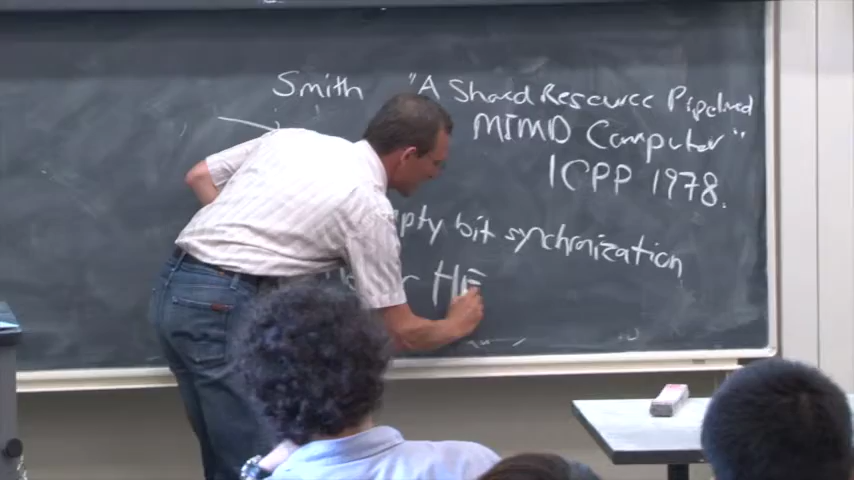 Smith "A Shared Resource Pipelined
MIMD Computer"
ICPP 1978.
pty bit synchronization
HE